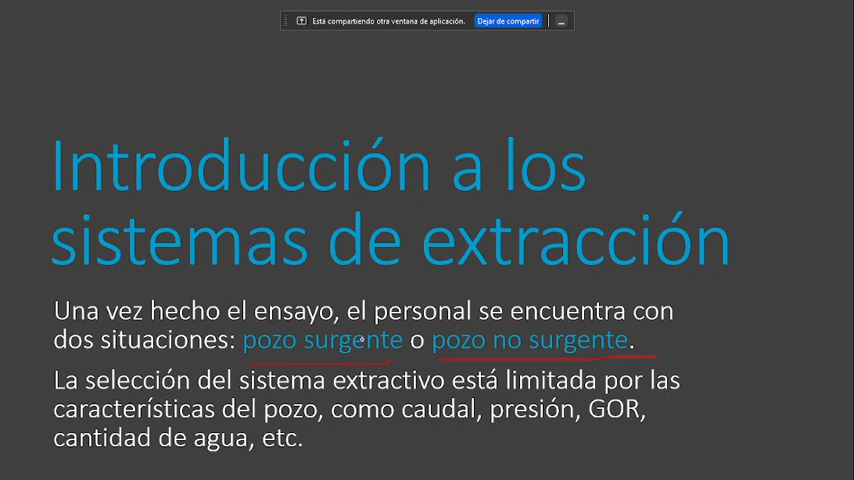 Está compartiendo otra ventana de aplicación. Dejar de compartir
Introducción a los
sistemas de extracción
Una vez hecho el ensayo, el personal se encuentra con
dos situaciones: pozo surgente o pozo no surgente.
La selección del sistema extractivo está limitada por las
características del pozo, como caudal, presión, GOR,
cantidad de agua, etc.